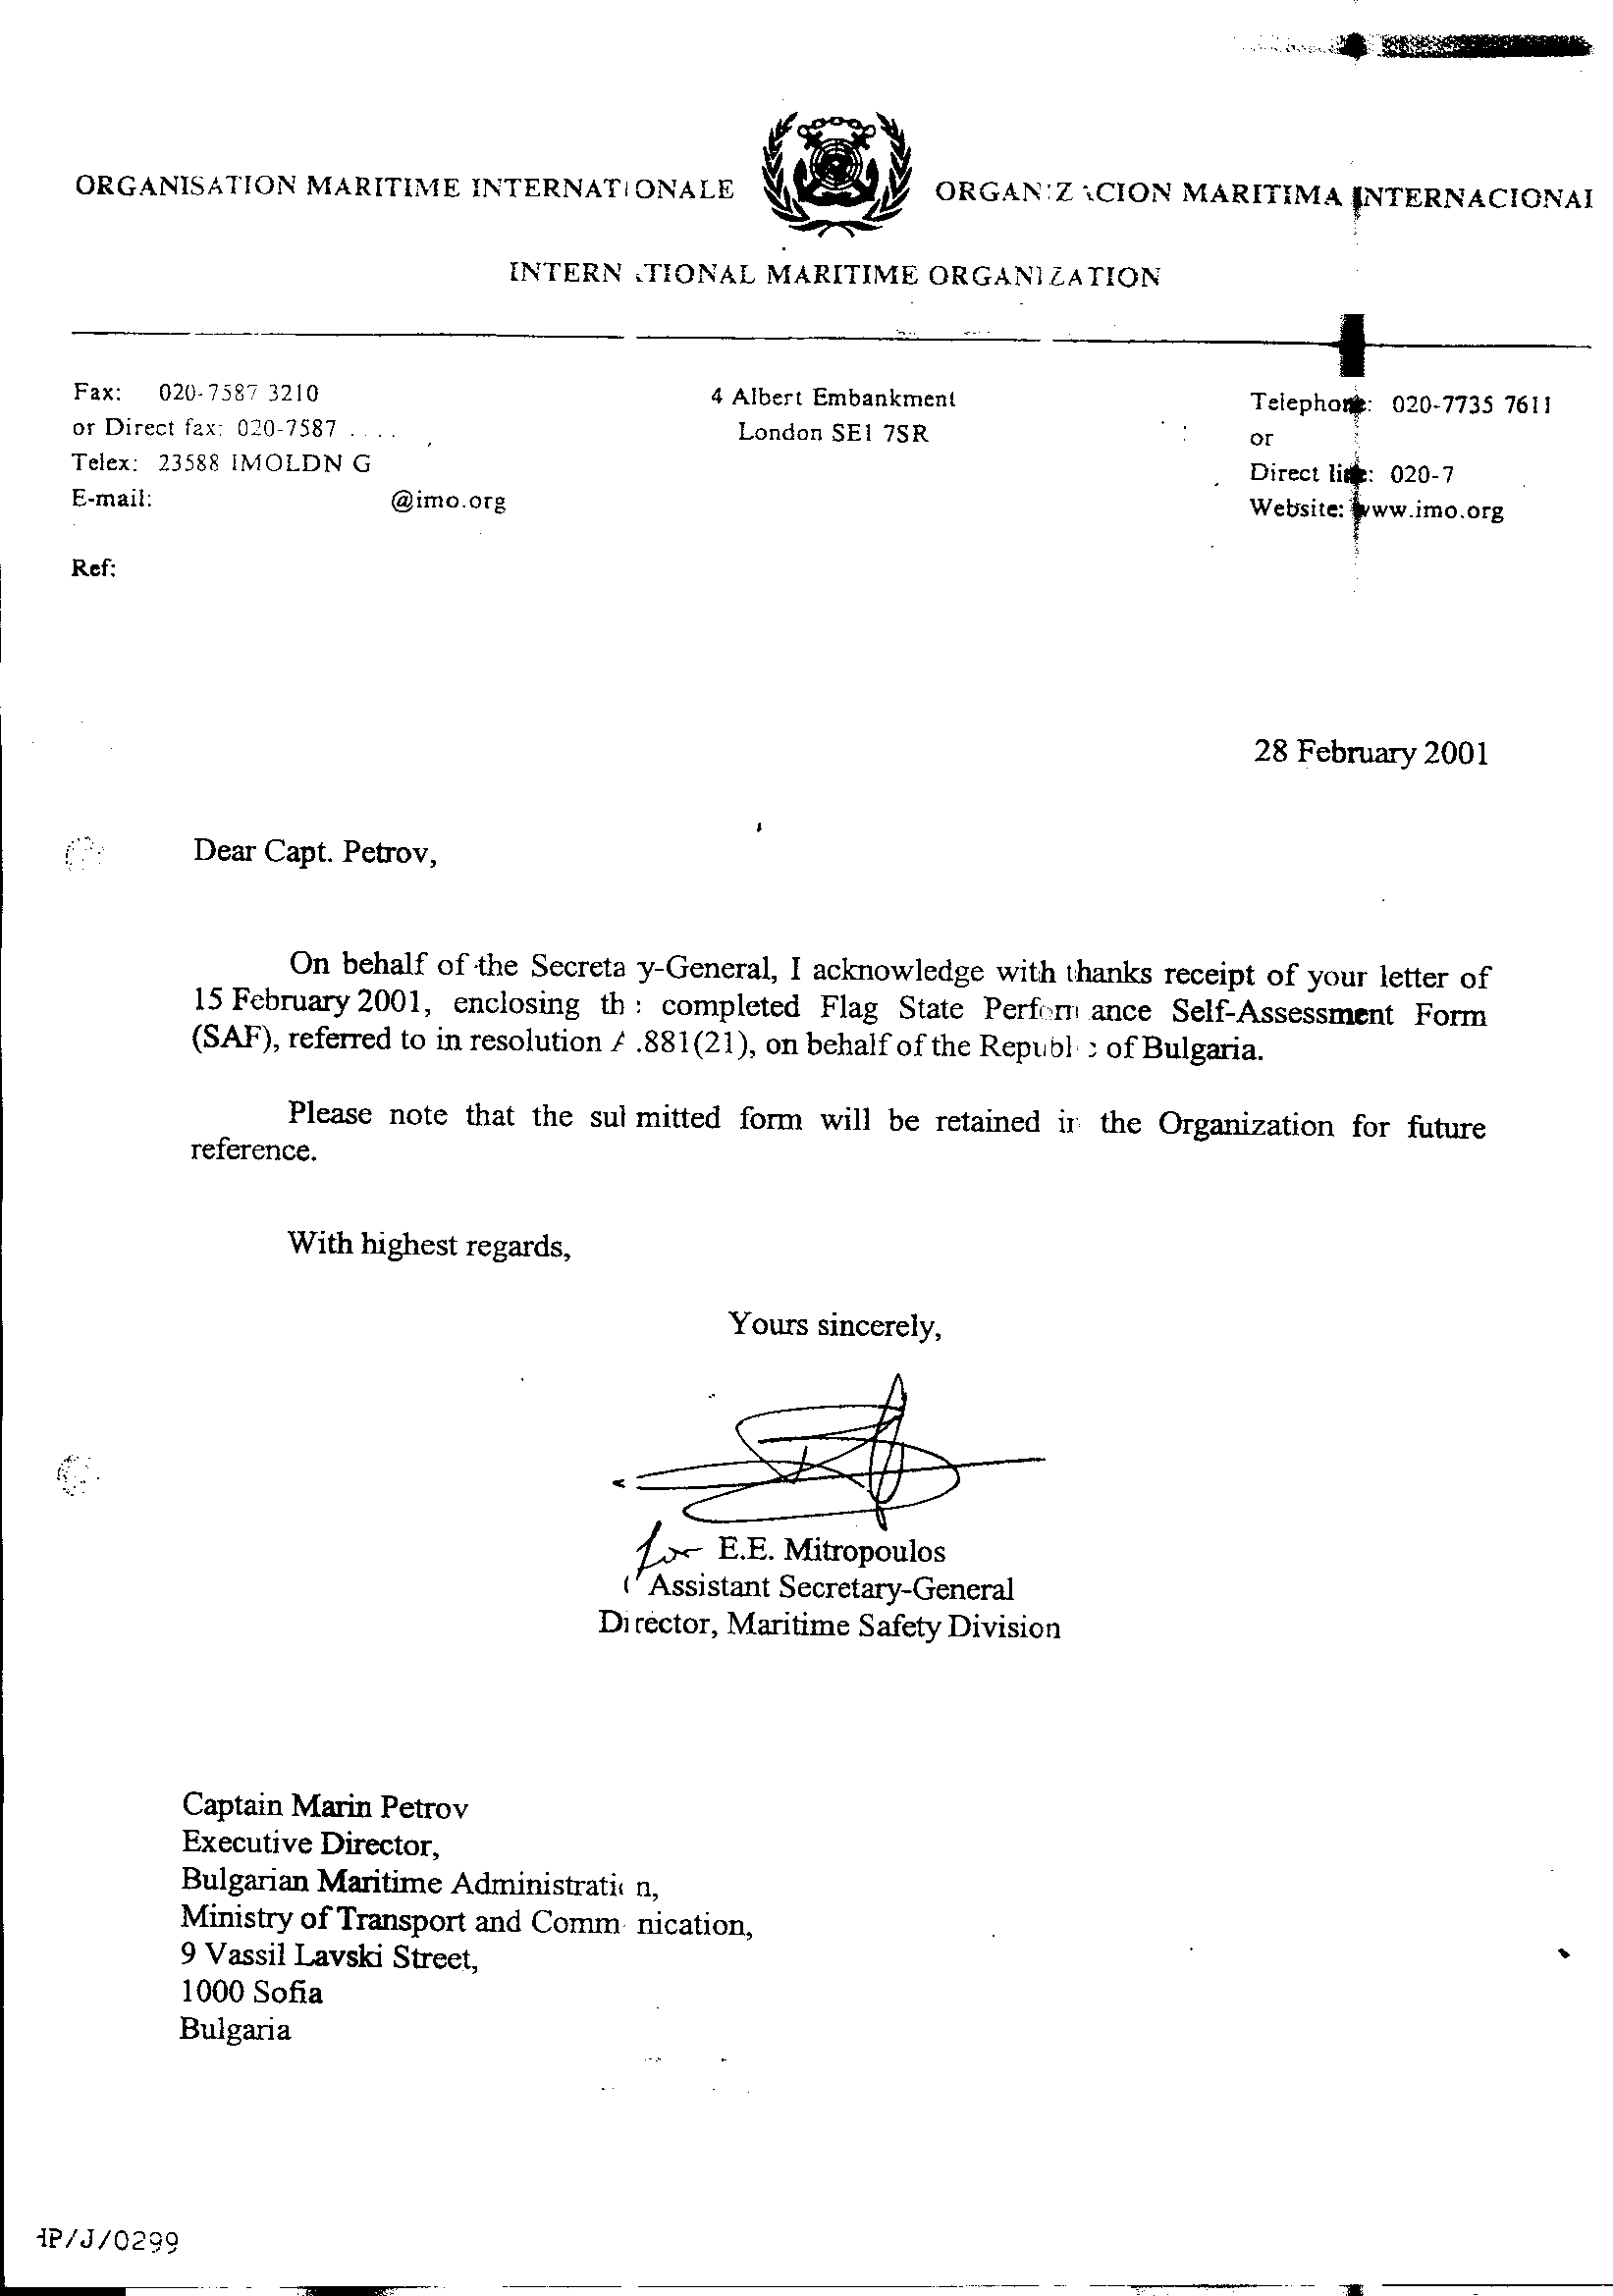 ORGANISATION MARITIME INTERNATIONALE
ORGANIZACION MARITIMA INTERNACIONAL
INTERNATIONAL MARITIME ORGANIZATION
Fax: 020-7587 3210
or Direct fax: 020-7587 ....
Telex: 23588 IMOLDN G
E-mail: @imo.org
4 Albert Embankment
London SE1 7SR
Telephone: 020-7735 7611
or
Direct line: 020-7
Website: www.imo.org
Ref:
28 February 2001
Dear Capt. Petrov,
On behalf of the Secretary-General, I acknowledge with thanks receipt of your letter of
15 February 2001, enclosing the completed Flag State Performance Self-Assessment Form
(SAF), referred to in resolution A.881(21), on behalf of the Republic of Bulgaria.
Please note that the submitted form will be retained in the Organization for future
reference.
With highest regards,
Yours sincerely,
for E.E. Mitropoulos
Assistant Secretary-General
Director, Maritime Safety Division
Captain Marin Petrov
Executive Director,
Bulgarian Maritime Administration,
Ministry of Transport and Communication,
9 Vassil Lavski Street,
1000 Sofia
Bulgaria
HP/J/0299